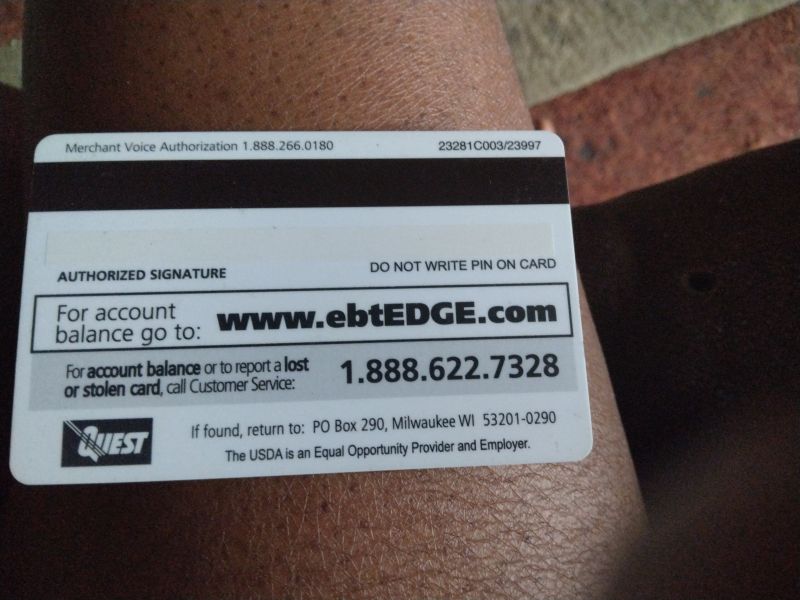 Merchant Voice Authorization 1.888.266.0180 23281C003/23997
AUTHORIZED SIGNATURE DO NOT WRITE PIN ON CARD
For account
balance go to: www.ebtEDGE.com
For account balance or to report a lost
or stolen card, call Customer Service: 1.888.622.7328
QUEST
If found, return to: PO Box 290, Milwaukee WI 53201-0290
The USDA is an Equal Opportunity Provider and Employer.